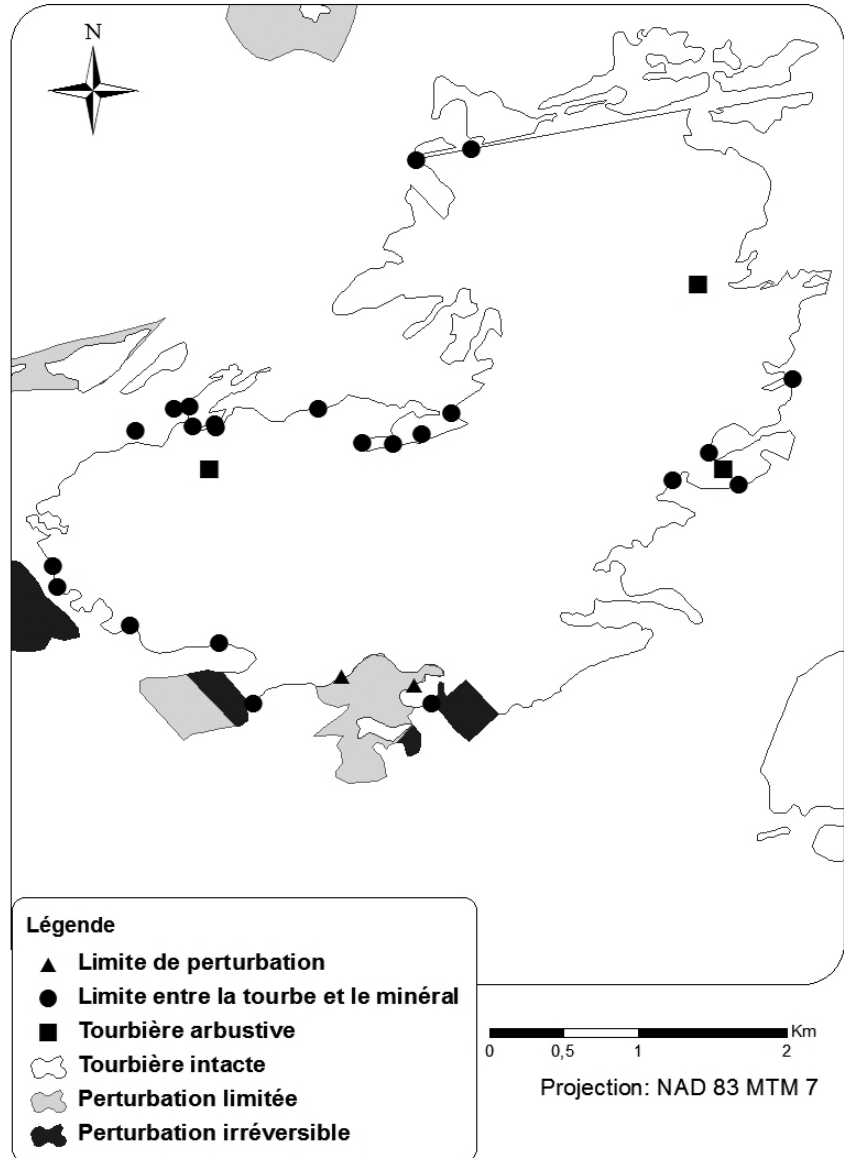 N
Légende
Limite de perturbation
Limite entre la tourbe et le minéral
Tourbière arbustive
Tourbière intacte
Perturbation limitée
Perturbation irréversible
Km
0 0,5 1 2
Projection: NAD 83 MTM 7